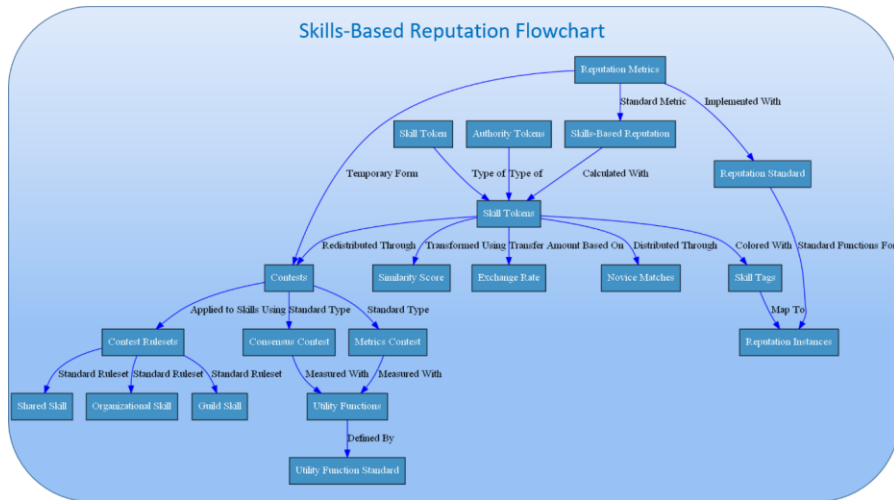 Skills-Based Reputation Flowchart
Reputation Metrics
Standard Metric
Implemented With
Skill Token
Authority Tokens
Skills-Based Reputation
Temporary Form
Type of
Type of
Calculated With
Reputation Standard
Skill Tokens
Redistributed Through
Transformed Using
Transfer Amount Based On
Distributed Through
Colored With
Standard Functions For
Contests
Similarity Score
Exchange Rate
Novice Matches
Skill Tags
Applied to Skills Using
Standard Type
Standard Type
Map To
Contest Rulesets
Consensus Contest
Metrics Contest
Reputation Instances
Standard Ruleset
Standard Ruleset
Standard Ruleset
Measured With
Measured With
Shared Skill
Organizational Skill
Guild Skill
Utility Functions
Defined By
Utility Function Standard